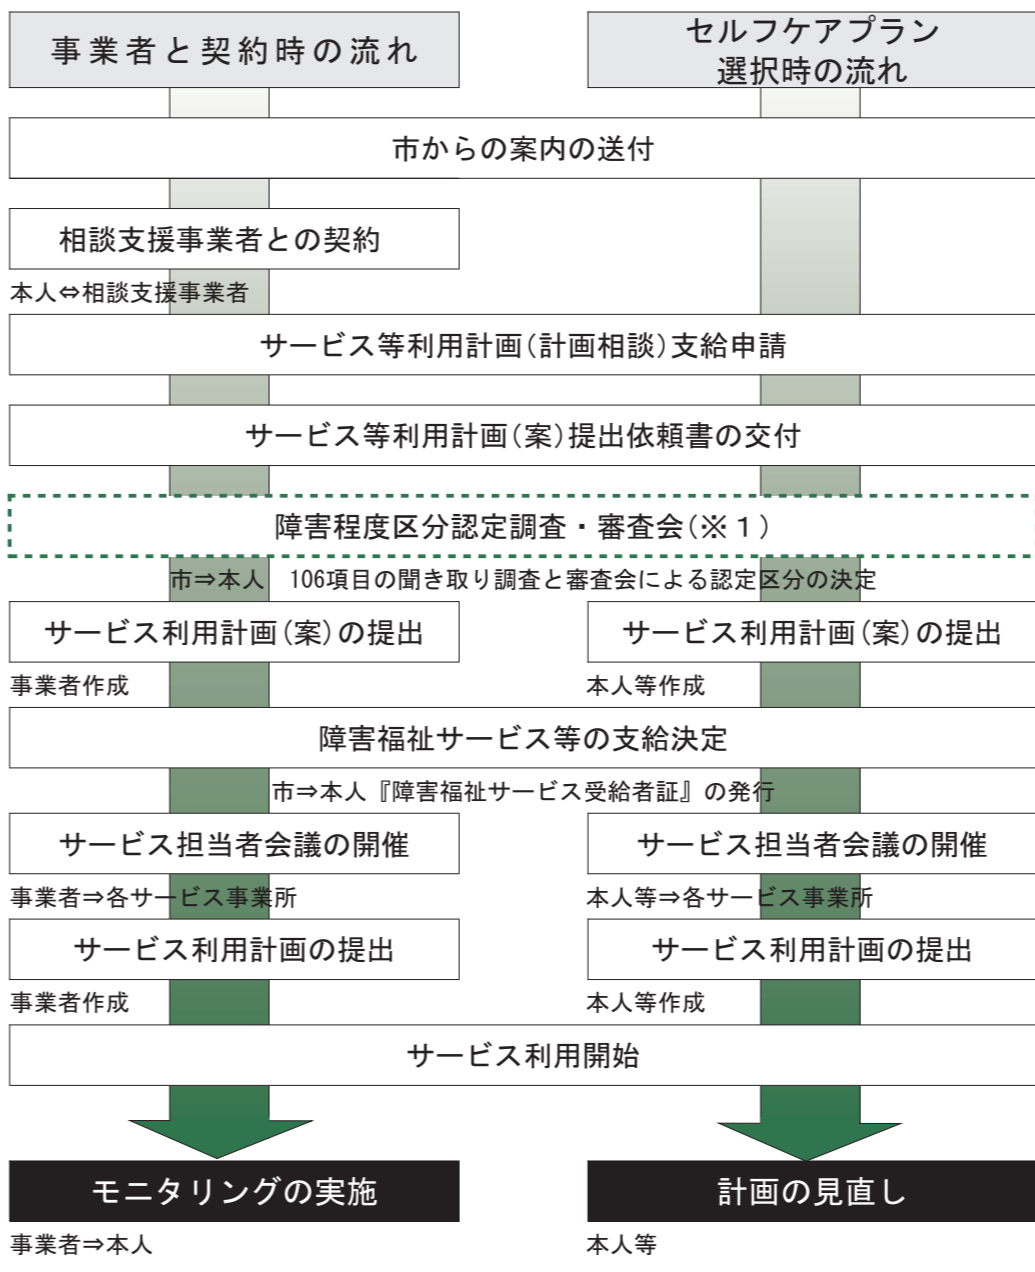 事業者と契約時の流れ
セルフケアプラン
選択時の流れ
市からの案内の送付
相談支援事業者との契約
本人⇔相談支援事業者
サービス等利用計画(計画相談)支給申請
サービス等利用計画(案)提出依頼書の交付
障害程度区分認定調査・審査会(※1)
市⇒本人 106項目の聞き取り調査と審査会による認定区分の決定
サービス利用計画(案)の提出
サービス利用計画(案)の提出
事業者作成
本人等作成
障害福祉サービス等の支給決定
市⇒本人『障害福祉サービス受給者証』の発行
サービス担当者会議の開催
サービス担当者会議の開催
事業者⇒各サービス事業所
本人等⇒各サービス事業所
サービス利用計画の提出
サービス利用計画の提出
事業者作成
本人等作成
サービス利用開始
モニタリングの実施
計画の見直し
事業者⇒本人
本人等